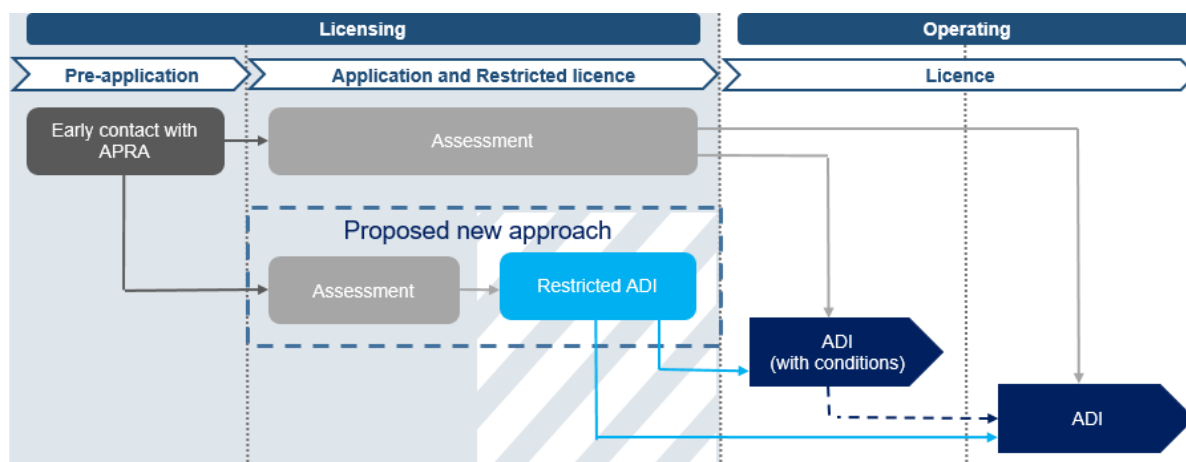 Licensing
Operating
Pre-application
Application and Restricted licence
Licence
Early contact with
APRA
Assessment
Proposed new approach
Assessment
Restricted ADI
ADI
(with conditions)
ADI